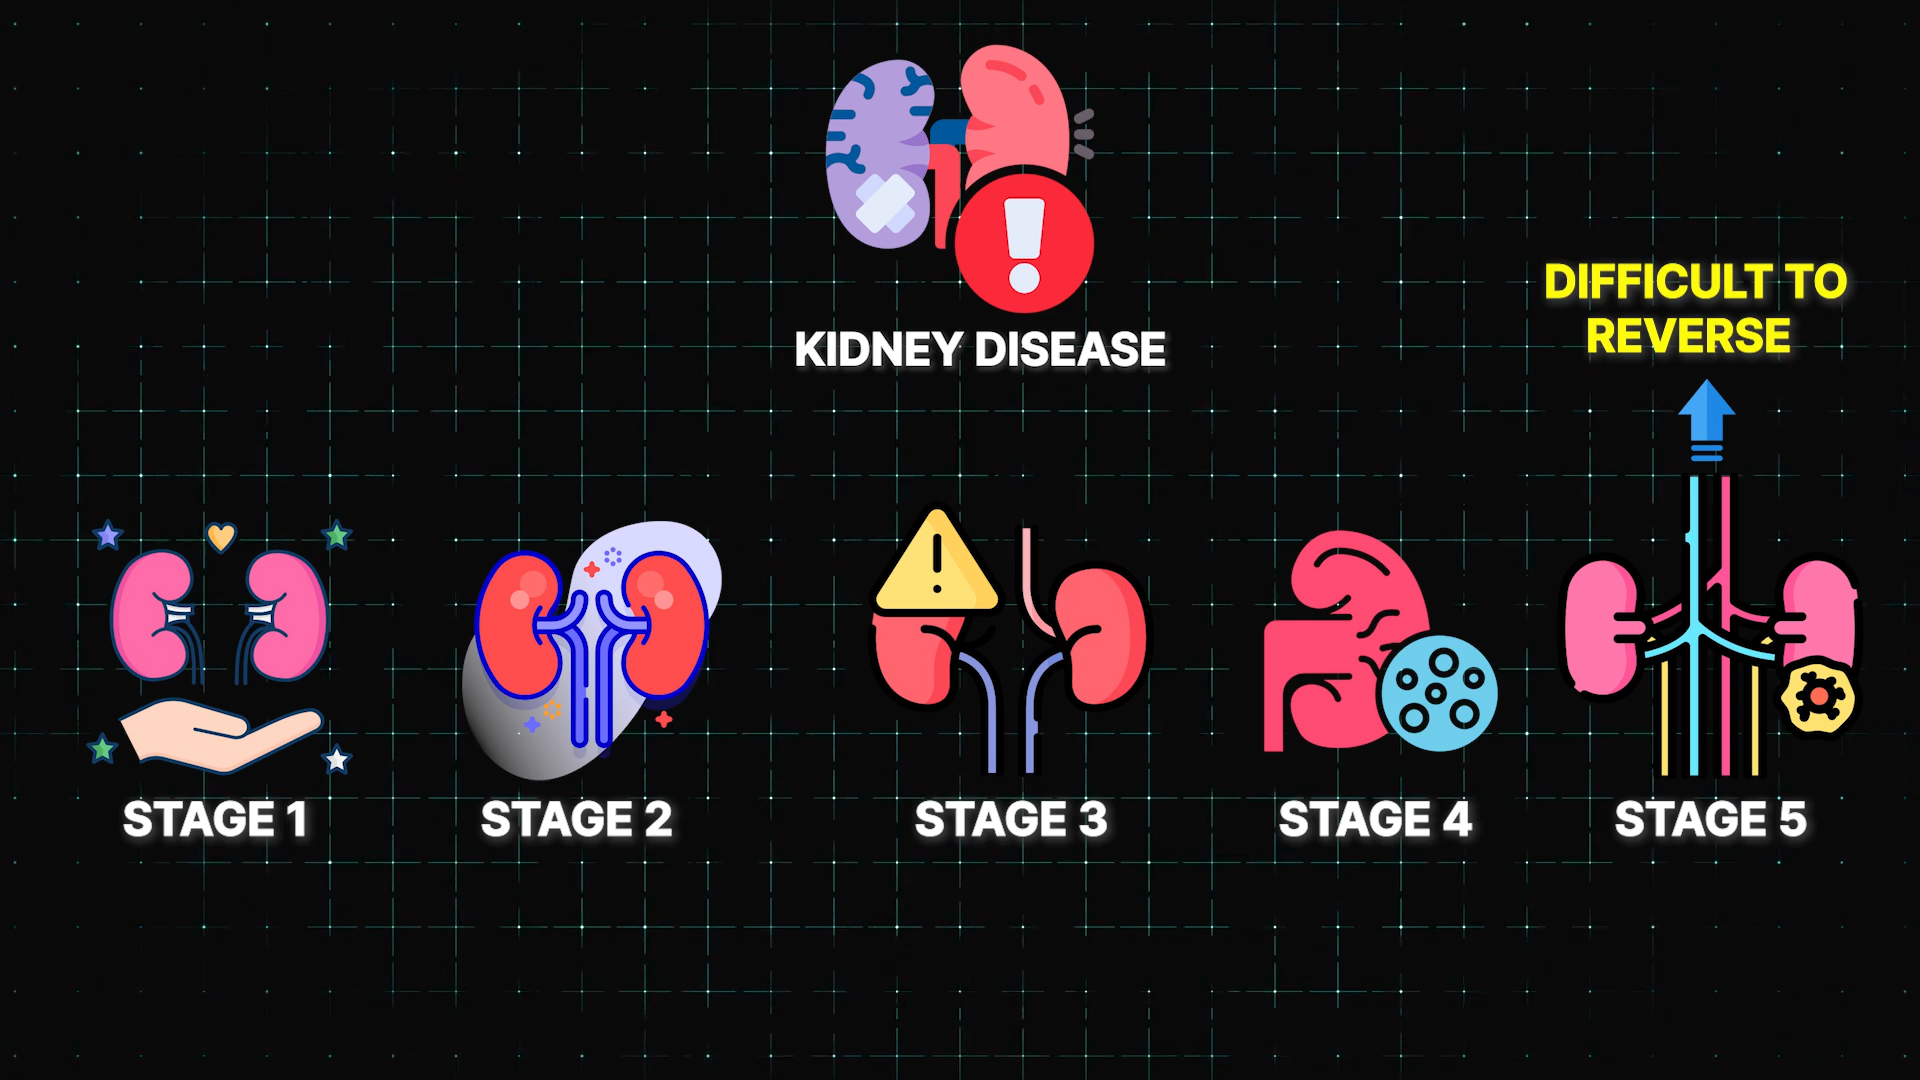 KIDNEY DISEASE
DIFFICULT TO
REVERSE
STAGE 1
STAGE 2
STAGE 3
STAGE 4
STAGE 5